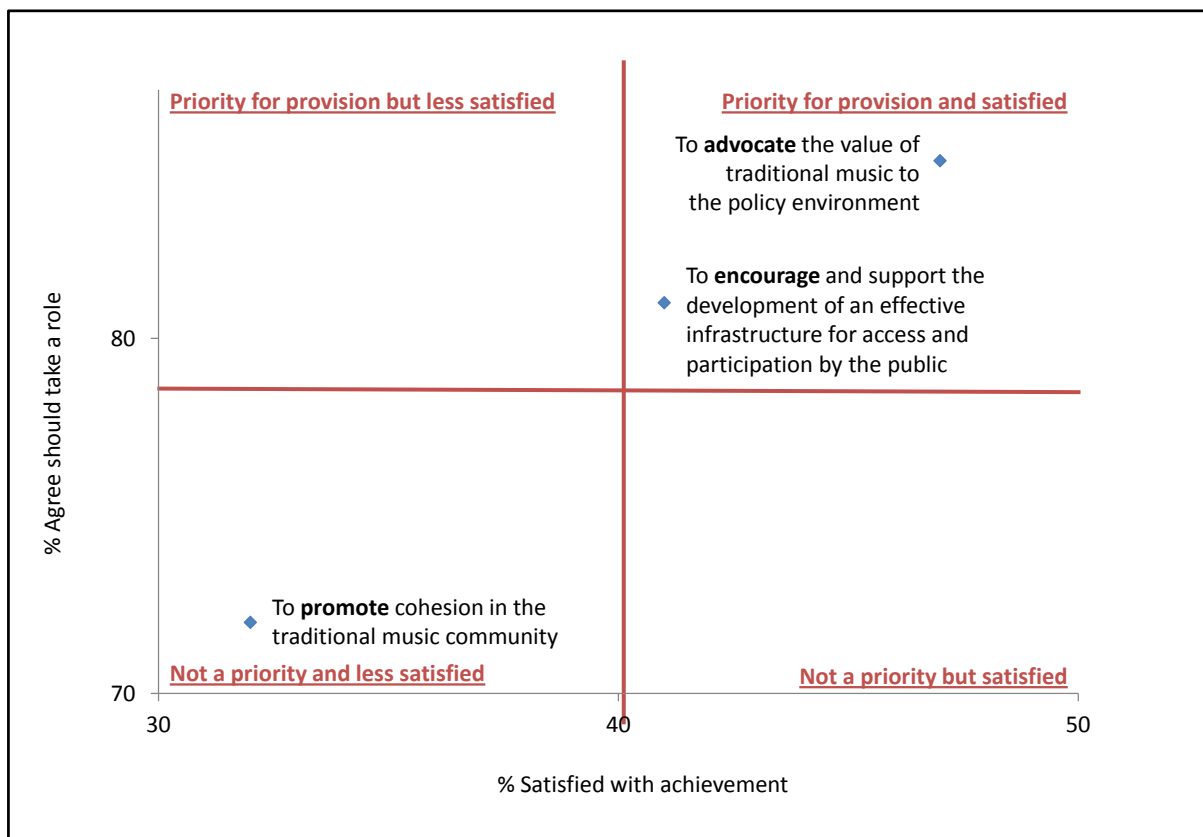 Priority for provision but less satisfied
Priority for provision and satisfied
To advocate the value of
traditional music to
the policy environment
To encourage and support the
development of an effective
infrastructure for access and
participation by the public
% Agree should take a role
80
To promote cohesion in the
traditional music community
Not a priority and less satisfied
Not a priority but satisfied
70
30
40
50
% Satisfied with achievement